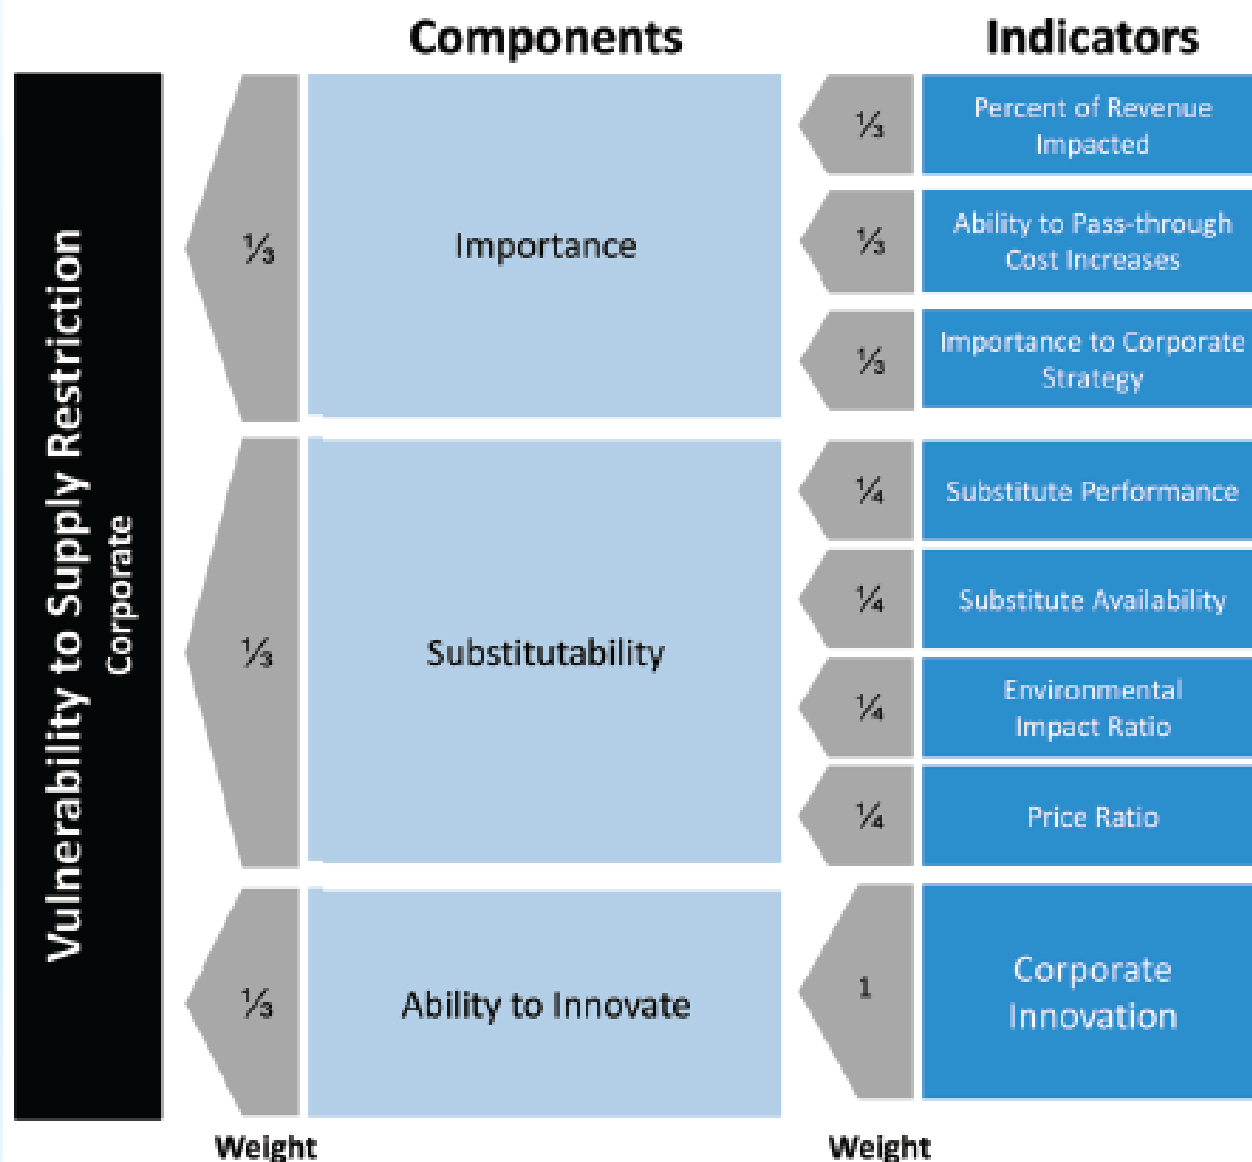 Components
Indicators
Vulnerability to Supply Restriction
Corporate
⅓
Importance
⅓
Percent of Revenue
Impacted
⅓
Ability to Pass-through
Cost Increases
⅓
Importance to Corporate
Strategy
⅓
Substitutability
¼
Substitute Performance
¼
Substitute Availability
¼
Environmental
Impact Ratio
¼
Price Ratio
⅓
Ability to Innovate
1
Corporate
Innovation
Weight
Weight